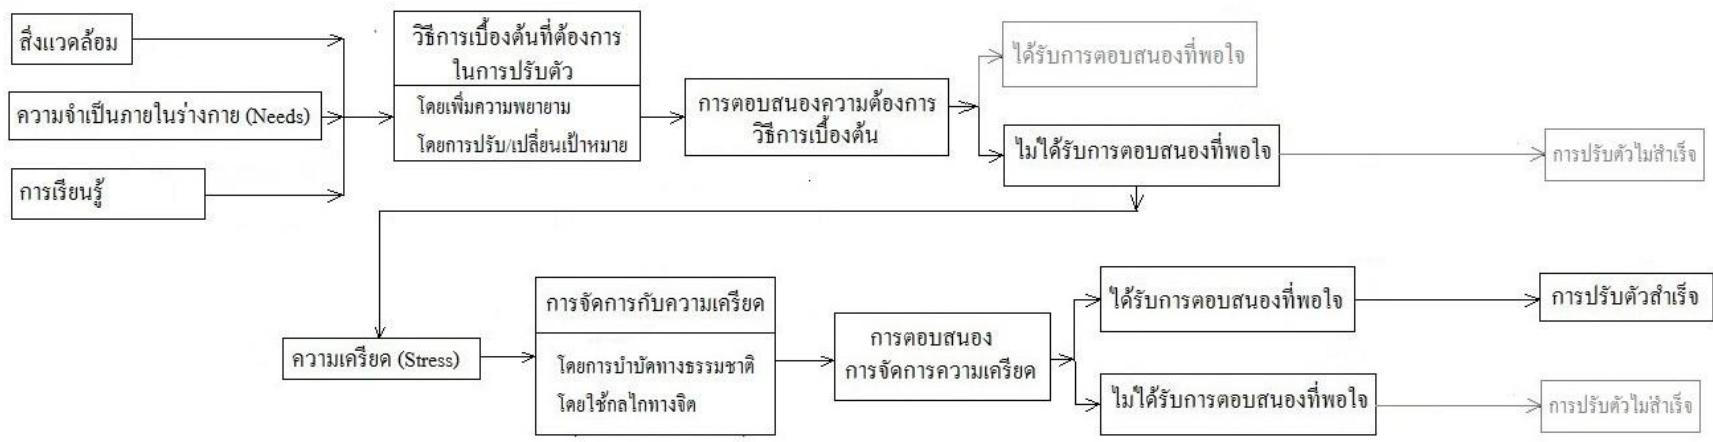 สิ่งแวดล้อม
ความจำเป็นภายในร่างกาย (Needs)
การเรียนรู้
วิธีการเบื้องต้นที่ต้องการ
ในการปรับตัว
โดยเพิ่มความพยายาม
โดยการปรับ/เปลี่ยนเป้าหมาย
การตอบสนองความต้องการ
วิธีการเบื้องต้น
ได้รับการตอบสนองที่พอใจ
ไม่ได้รับการตอบสนองที่พอใจ
การปรับตัวไม่สำเร็จ
ความเครียด (Stress)
การจัดการกับความเครียด
โดยการบำบัดทางธรรมชาติ
โดยใช้กลไกทางจิต
การตอบสนอง
การจัดการความเครียด
ได้รับการตอบสนองที่พอใจ
การปรับตัวสำเร็จ
ไม่ได้รับการตอบสนองที่พอใจ
การปรับตัวไม่สำเร็จ